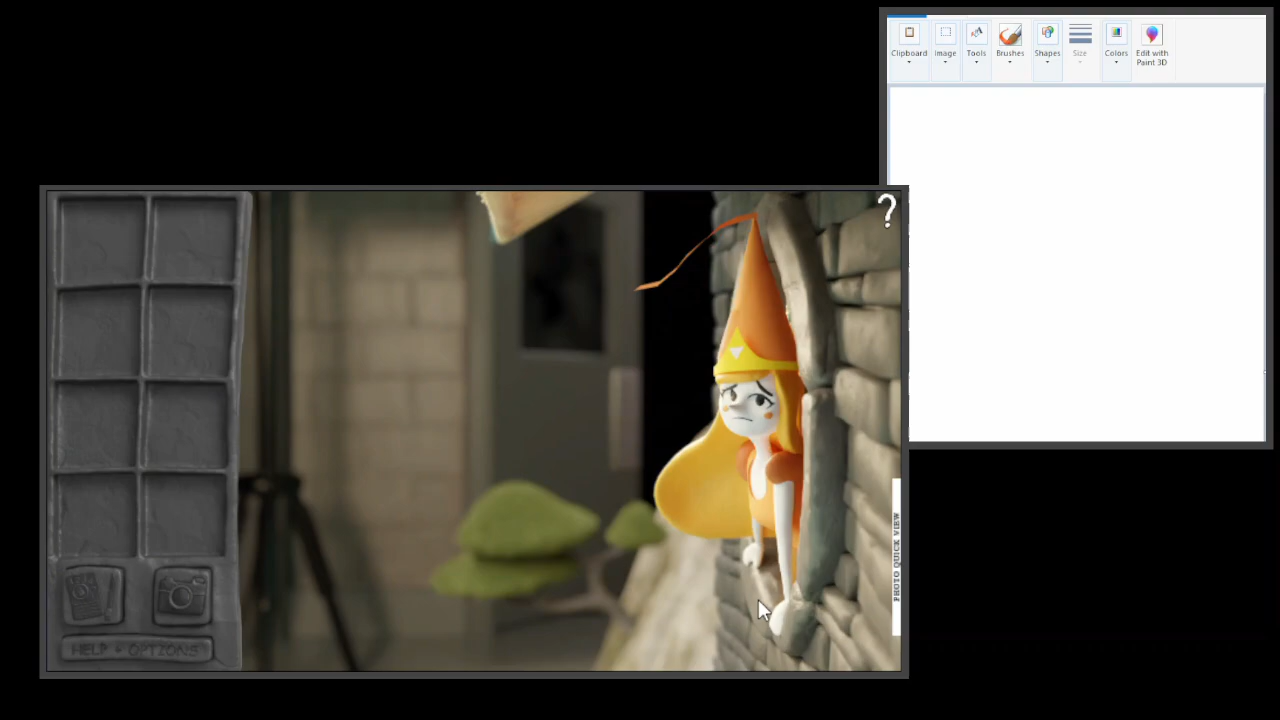 Clipboard
Image
Tools
Brushes
Shapes
Size
Colors
Edit with
Paint 3D
?
PHOTO QUICK VIEW
HELP & OPTIONS